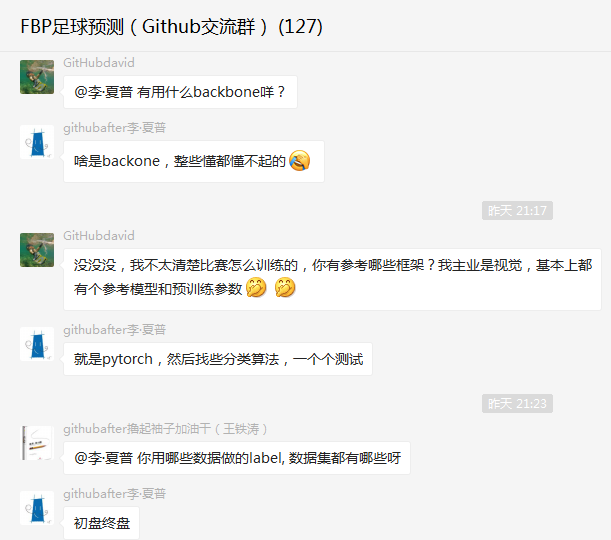 FBP足球预测（Github交流群） (127)
GitHubdavid
@李·夏普 有用什么backbone咩？
githubafter李·夏普
啥是backone，整些懂都懂不起的
昨天 21:17
GitHubdavid
没没没，我不太清楚比赛怎么训练的，你有参考哪些框架？我主业是视觉，基本上都
有个参考模型和预训练参数
githubafter李·夏普
就是pytorch，然后找些分类算法，一个个测试
昨天 21:23
githubafter撸起袖子加油干（王铁涛）
@李·夏普 你用哪些数据做的label, 数据集都有哪些呀
githubafter李·夏普
初盘终盘